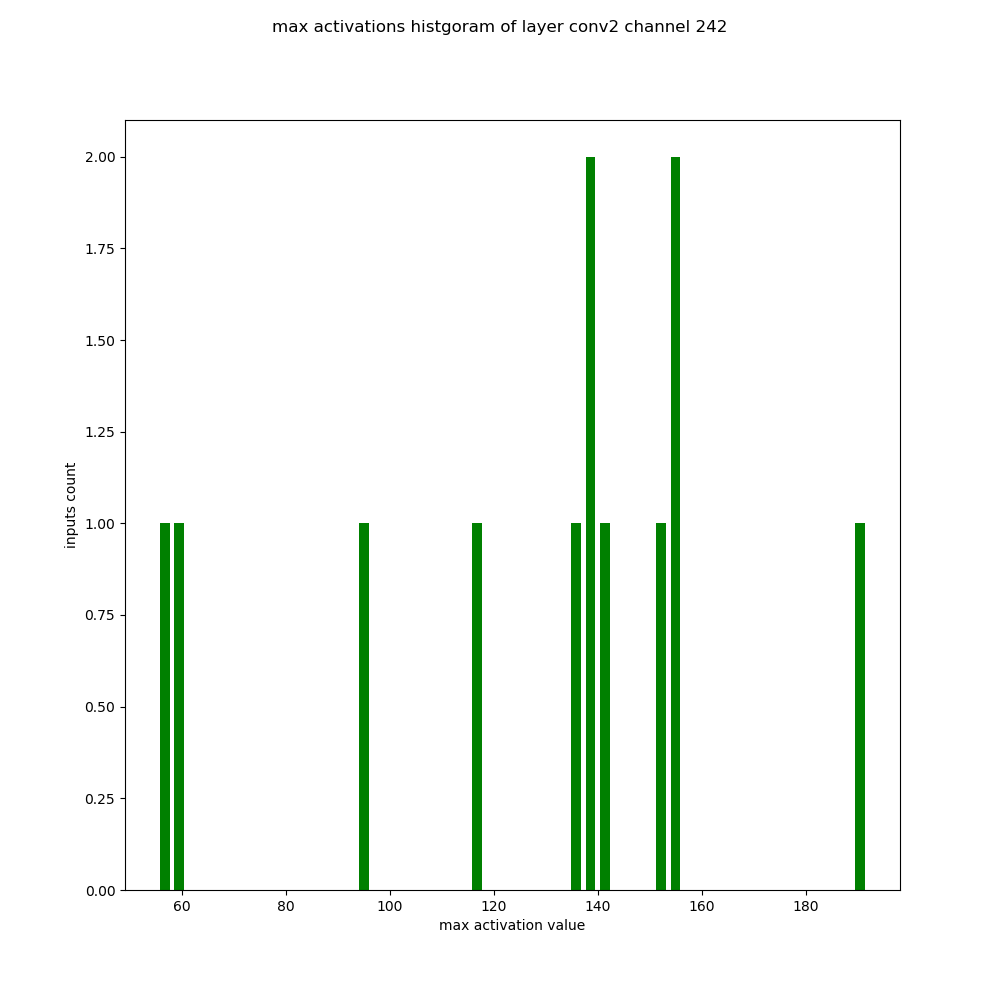 max activations histgoram of layer conv2 channel 242
2.00
1.75
1.50
1.25
1.00
0.75
0.50
0.25
0.00
inputs count
60 80 100 120 140 160 180
max activation value